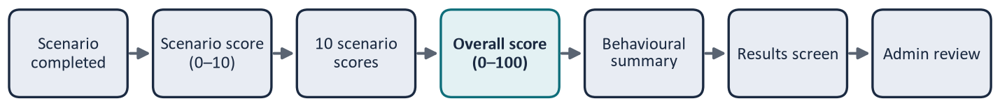 Scenario
completed
Scenario score
(0–10)
10 scenario
scores
Overall score
(0–100)
Behavioural
summary
Results screen
Admin review